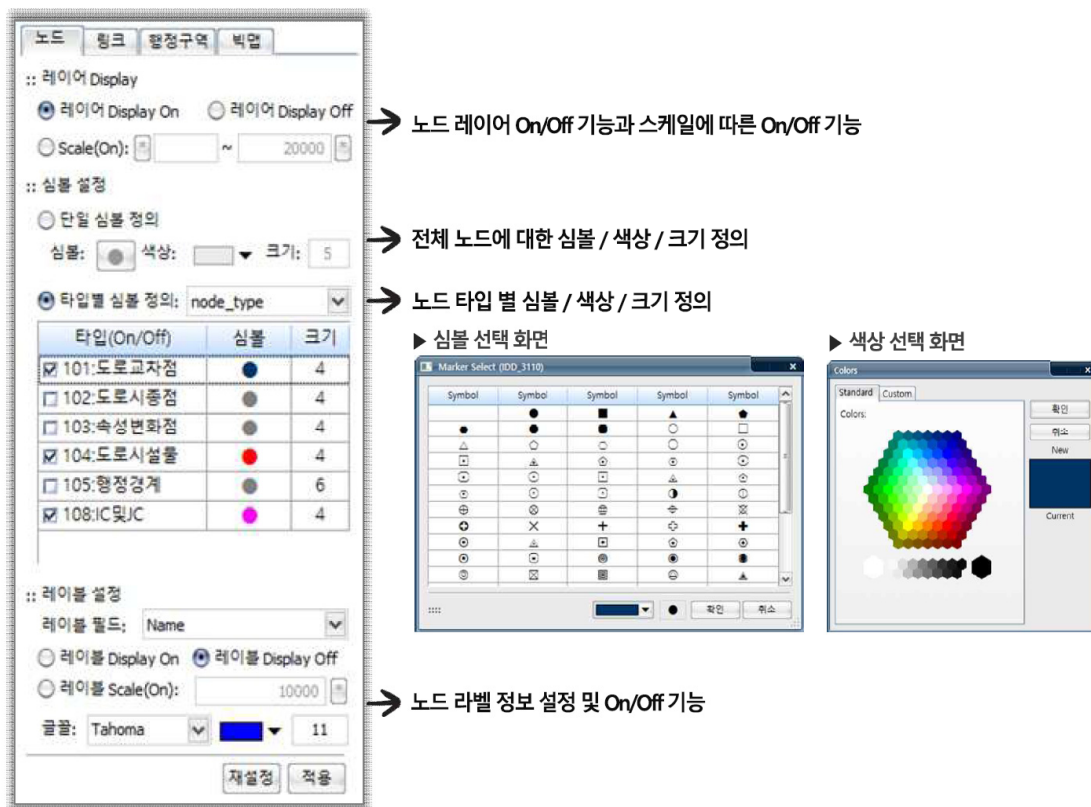 노드 링크 행정구역 빅맵
:: 레이어 Display
레이어 Display On 레이어 Display Off
Scale(On): ~ 20000
→ 노드 레이어 On/Off 기능과 스케일에 따른 On/Off 기능
:: 심볼 설정
단일 심볼 정의
심볼: 색상: 크기: 5
→ 전체 노드에 대한 심볼 / 색상 / 크기 정의
타입별 심볼 정의: node_type
→ 노드 타입 별 심볼 / 색상 / 크기 정의
타입(On/Off) 심볼 크기
101:도로교차점 4
102:도로시종점 4
103:속성변화점 4
104:도로시설물 4
105:행정경계 6
108:IC및JC 4
▶ 심볼 선택 화면
Marker Select (IDD_3110) x
Symbol Symbol Symbol Symbol Symbol
확인 취소
▶ 색상 선택 화면
Colors x
Standard Custom
Colors:
확인
취소
New
Current
:: 레이블 설정
레이블 필드: Name
레이블 Display On 레이블 Display Off
레이블 Scale(On): 10000
→ 노드 라벨 정보 설정 및 On/Off 기능
글꼴: Tahoma 11
재설정 적용